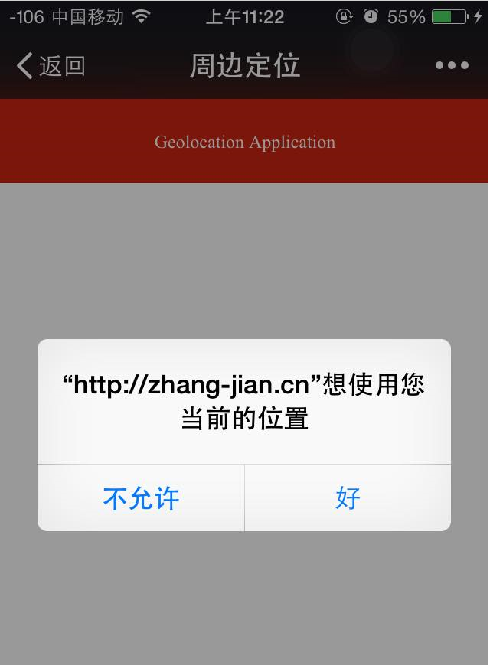 -106 中国移动 上午11:22 55%
返回 周边定位
Geolocation Application
“http://zhang-jian.cn”想使用您
当前的位置
不允许 好